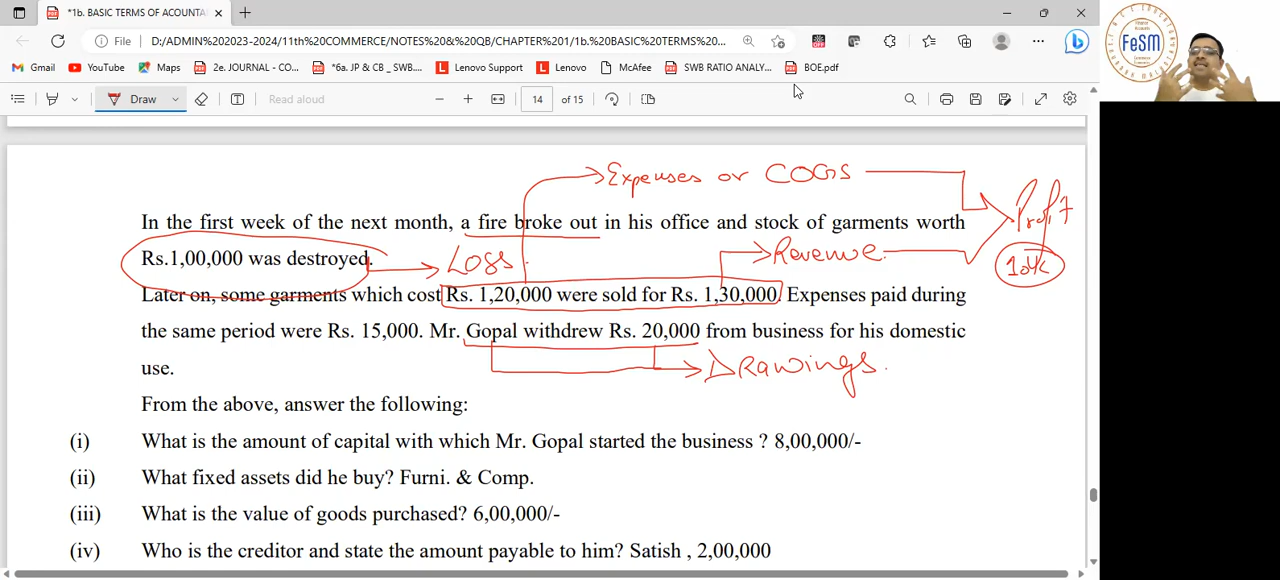 *1b. BASIC TERMS OF ACOUNTA
File D:/ADMIN%202023-2024/11th%20COMMERCE/NOTE
%20QB/CHAPTER%201/1b.%20BASIC%20TERMS%20...
OFF
Gmail YouTube Maps 2e. JOURNAL - CO... *6a. JP & CB _ SWB.... Lenovo Support Lenovo McAfee SWB RATIO ANALY... BOE.pdf
Draw Read aloud 14 of 15
FeSM
Expenses or COGS
Profit
10k
In the first week of the next month, a fire broke out in his office and stock of garments worth
Rs.1,00,000 was destroyed.
Loss
Revenue
Later on, some garments which cost Rs. 1,20,000 were sold for Rs. 1,30,000. Expenses paid during
the same period were Rs. 15,000. Mr. Gopal withdrew Rs. 20,000 from business for his domestic
use.
DRawings
From the above, answer the following:
(i) What is the amount of capital with which Mr. Gopal started the business ? 8,00,000/-
(ii) What fixed assets did he buy? Furni. & Comp.
(iii) What is the value of goods purchased? 6,00,000/-
(iv) Who is the creditor and state the amount payable to him? Satish , 2,00,000